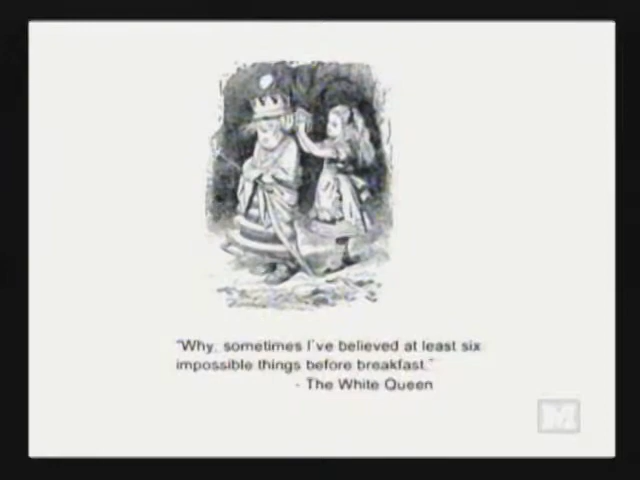 "Why, sometimes I've believed at least six
impossible things before breakfast."
- The White Queen
M